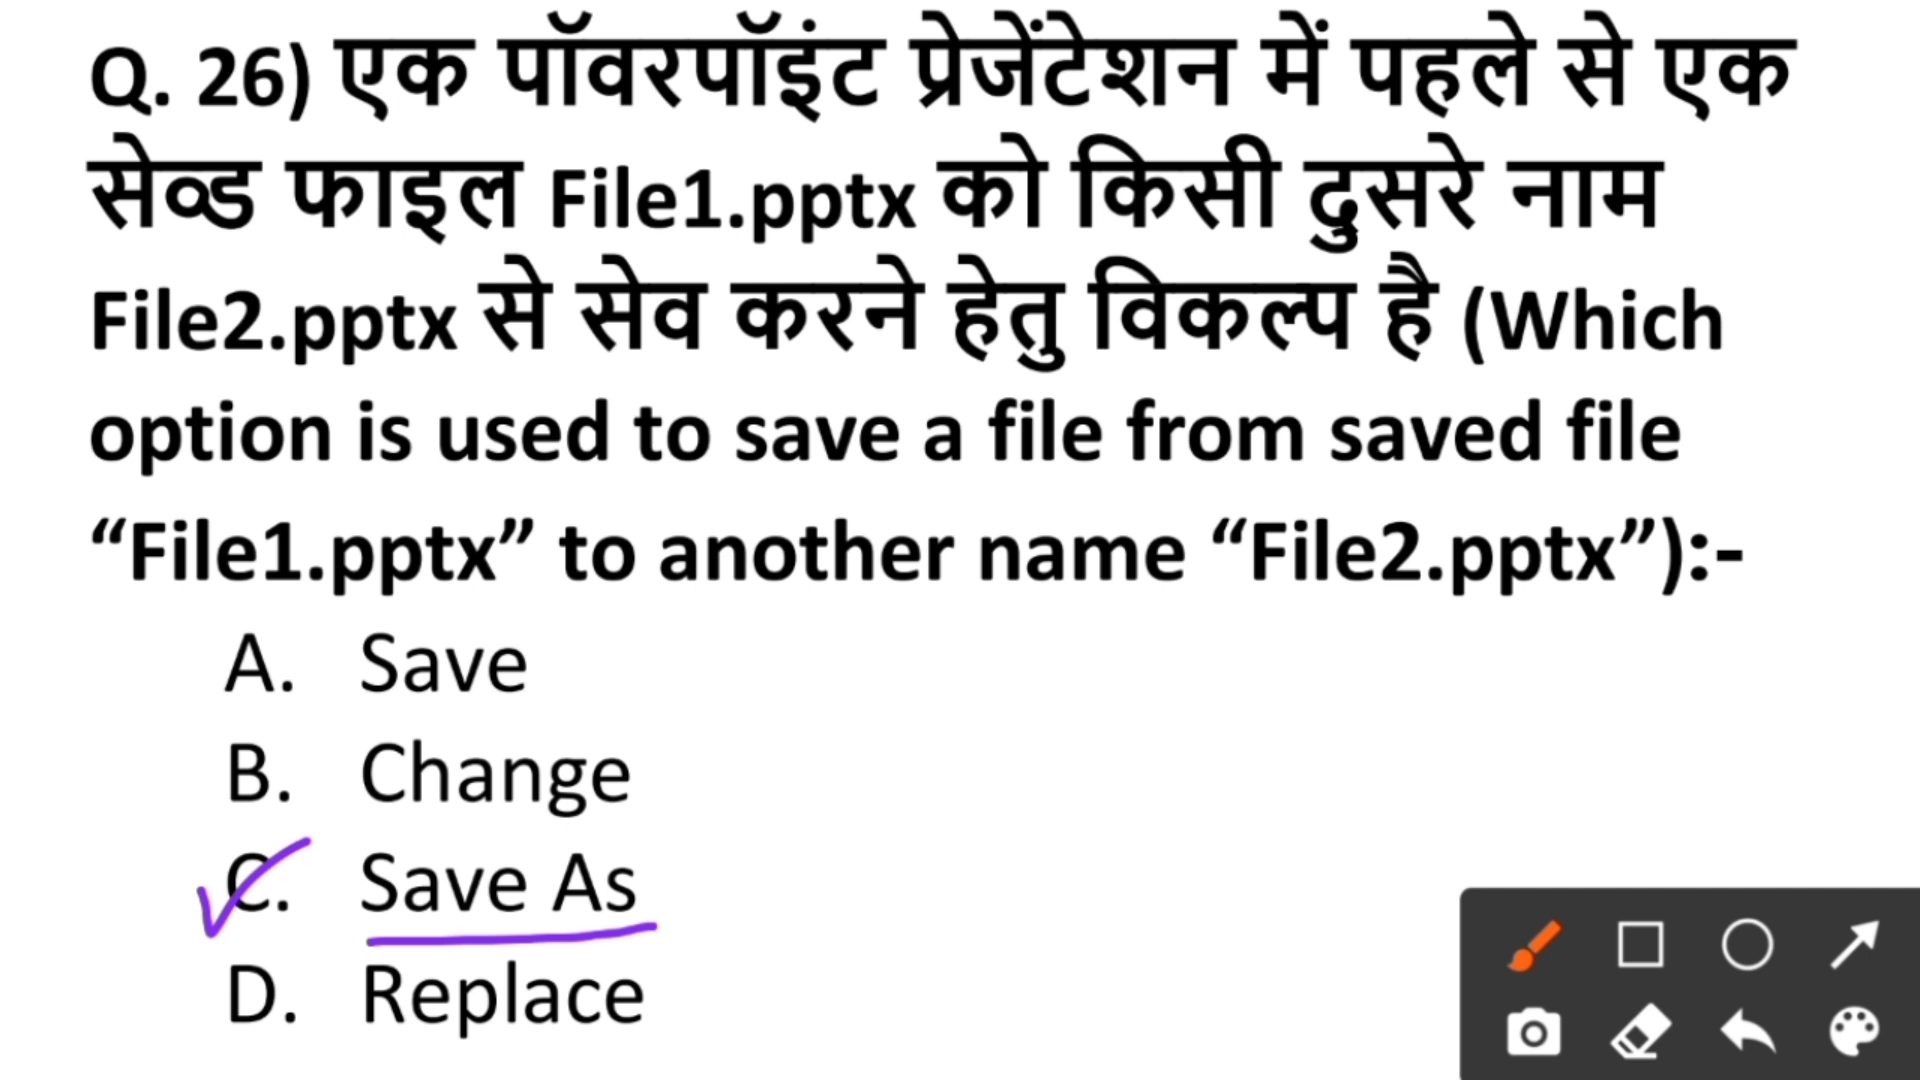 Q. 26) एक पॉवरपॉइंट प्रेजेंटेशन में पहले से एक
सेव्ड फाइल File1.pptx को किसी दुसरे नाम
File2.pptx से सेव करने हेतु विकल्प है (Which
option is used to save a file from saved file
“File1.pptx” to another name “File2.pptx”):-
A. Save
B. Change
C. Save As
D. Replace